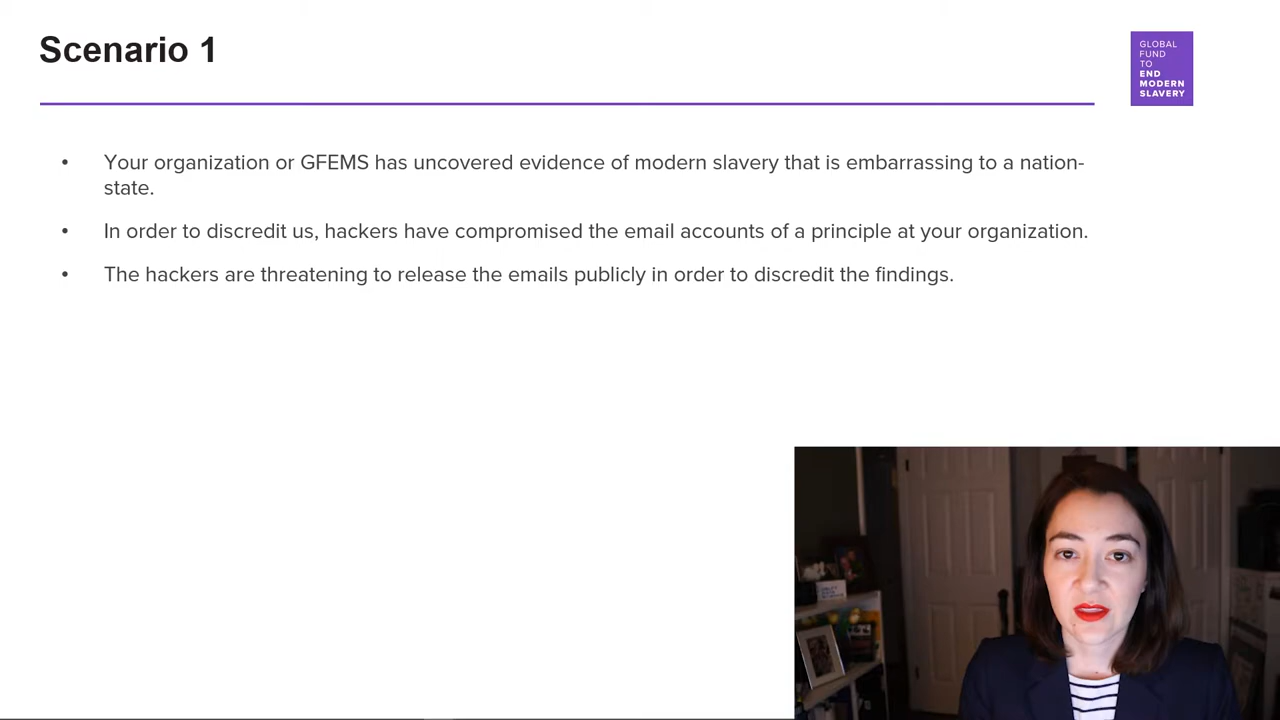 Scenario 1
GLOBAL
FUND
TO
END
MODERN
SLAVERY
• Your organization or GFEMS has uncovered evidence of modern slavery that is embarrassing to a nation-
state.
• In order to discredit us, hackers have compromised the email accounts of a principle at your organization.
• The hackers are threatening to release the emails publicly in order to discredit the findings.